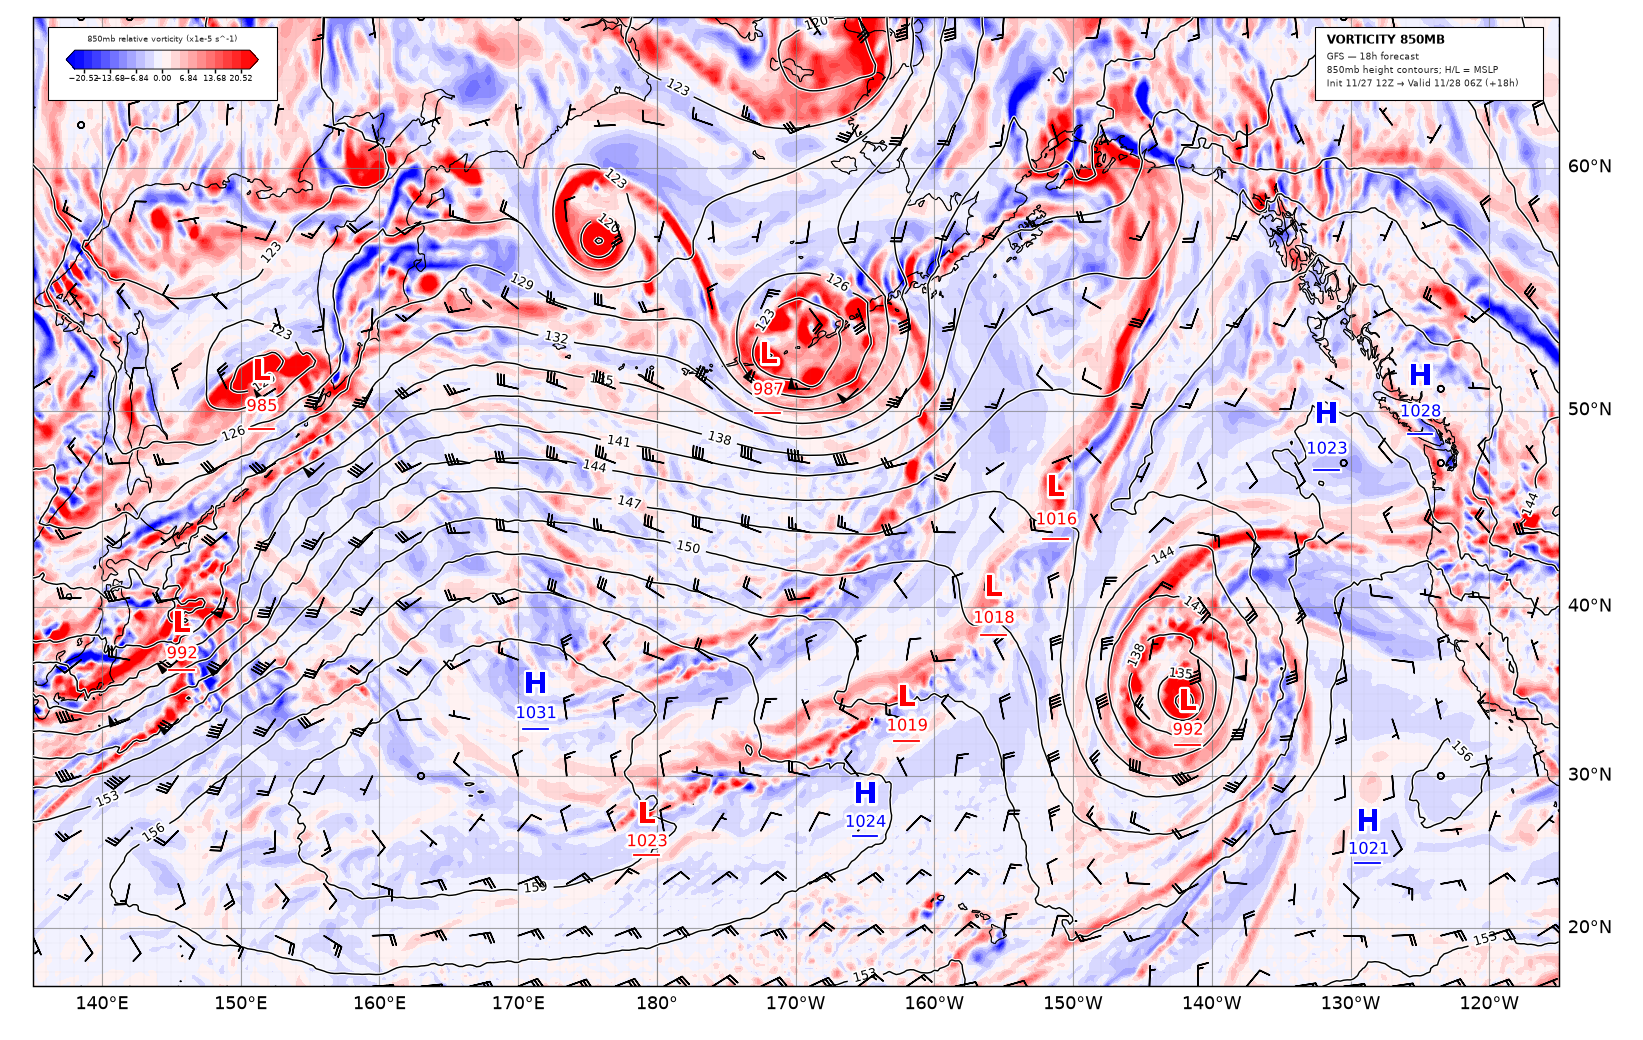 850mb relative vorticity (x1e-5 s^-1)
−20.52 −13.68 −6.84 0.00 6.84 13.68 20.52
VORTICITY 850MB
GFS — 18h forecast
850mb height contours; H/L = MSLP
Init 11/27 12Z → Valid 11/28 06Z (+18h)
120
123
60°N
123
120
123
129
126
123
123
132
L
987
L
985
H
1028
H
1023
50°N
126
141
138
144
147
L
1016
144
150
144
L
1018
141
40°N
L
992
138
135
H
1031
L
1019
L
992
156
30°N
153
H
1024
L
1023
156
H
1021
159
20°N
153
153
140°E 150°E 160°E 170°E 180° 170°W 160°W 150°W 140°W 130°W 120°W